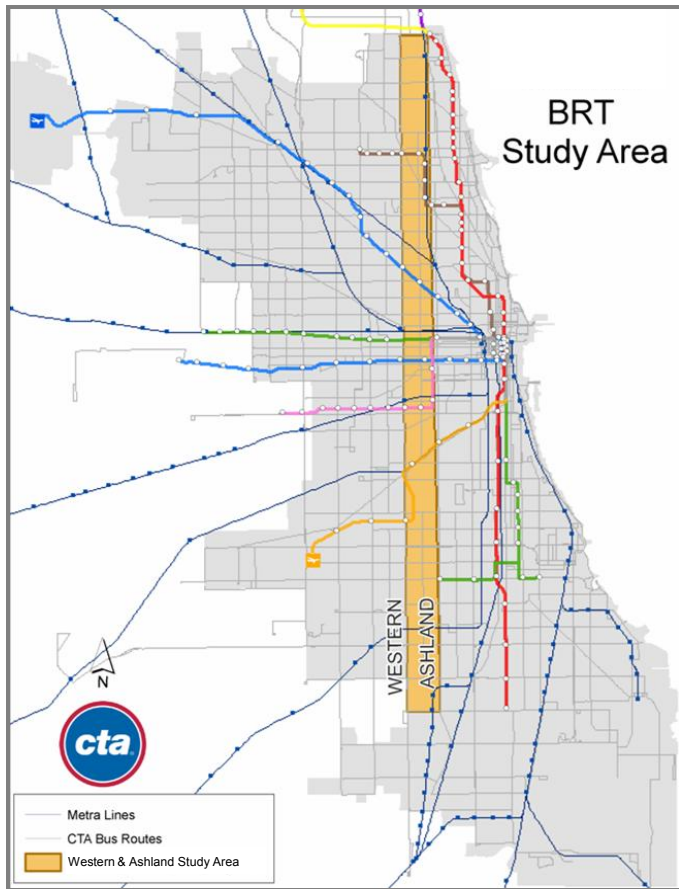 BRT
Study Area
WESTERN
ASHLAND
N
cta
Metra Lines
CTA Bus Routes
Western & Ashland Study Area